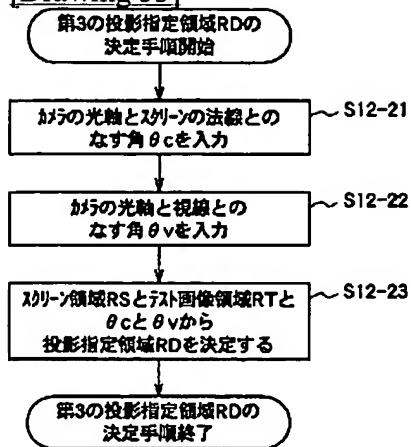 第3の投影指定領域RDの
決定手順開始
カメラの光軸とスクリーンの法線との
なす角θcを入力
S12-21
カメラの光軸と視線との
なす角θvを入力
S12-22
スクリーン領域RSとテスト画像領域RTと
θcとθvから
投影指定領域RDを決定する
S12-23
第3の投影指定領域RDの
決定手順終了